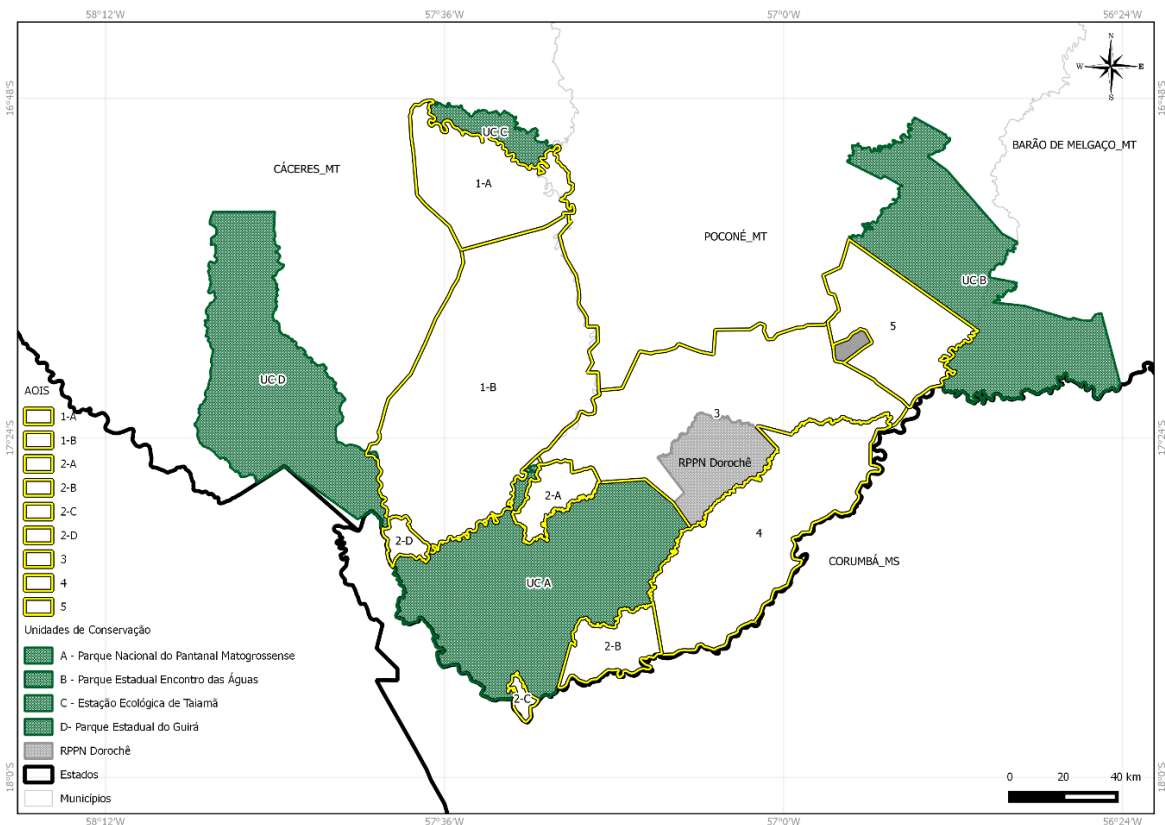 58°12'W
57°36'W
57°0'W
56°24'W
16°48'S
16°48'S
N
W
E
S
UC C
BARÃO DE MELGAÇO_MT
CÁCERES_MT
1-A
POCONÉ_MT
UC B
5
UC D
1-B
AOIS
1-A
1-B
2-A
2-B
2-C
2-D
3
4
5
3
17°24'S
17°24'S
RPPN Dorochê
2-A
4
2-D
CORUMBÁ_MS
UC A
2-B
2-C
Unidades de Conservação
A - Parque Nacional do Pantanal Matogrossense
B - Parque Estadual Encontro das Águas
C - Estação Ecológica de Taiamã
D- Parque Estadual do Guirá
RPPN Dorochê
Estados
Municípios
0 20 40 km
18°0'S
18°0'S
58°12'W
57°36'W
57°0'W
56°24'W